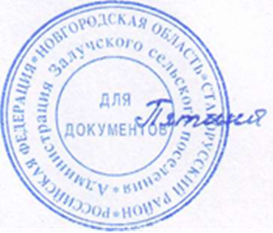 РОССИЙСКАЯ ФЕДЕРАЦИЯ*НОВГОРОДСКАЯ ОБЛАСТЬ*СТАРОРУССКИЙ РАЙОН*
Администрация Залучского сельского поселения*
ДЛЯ
ДОКУМЕНТОВ